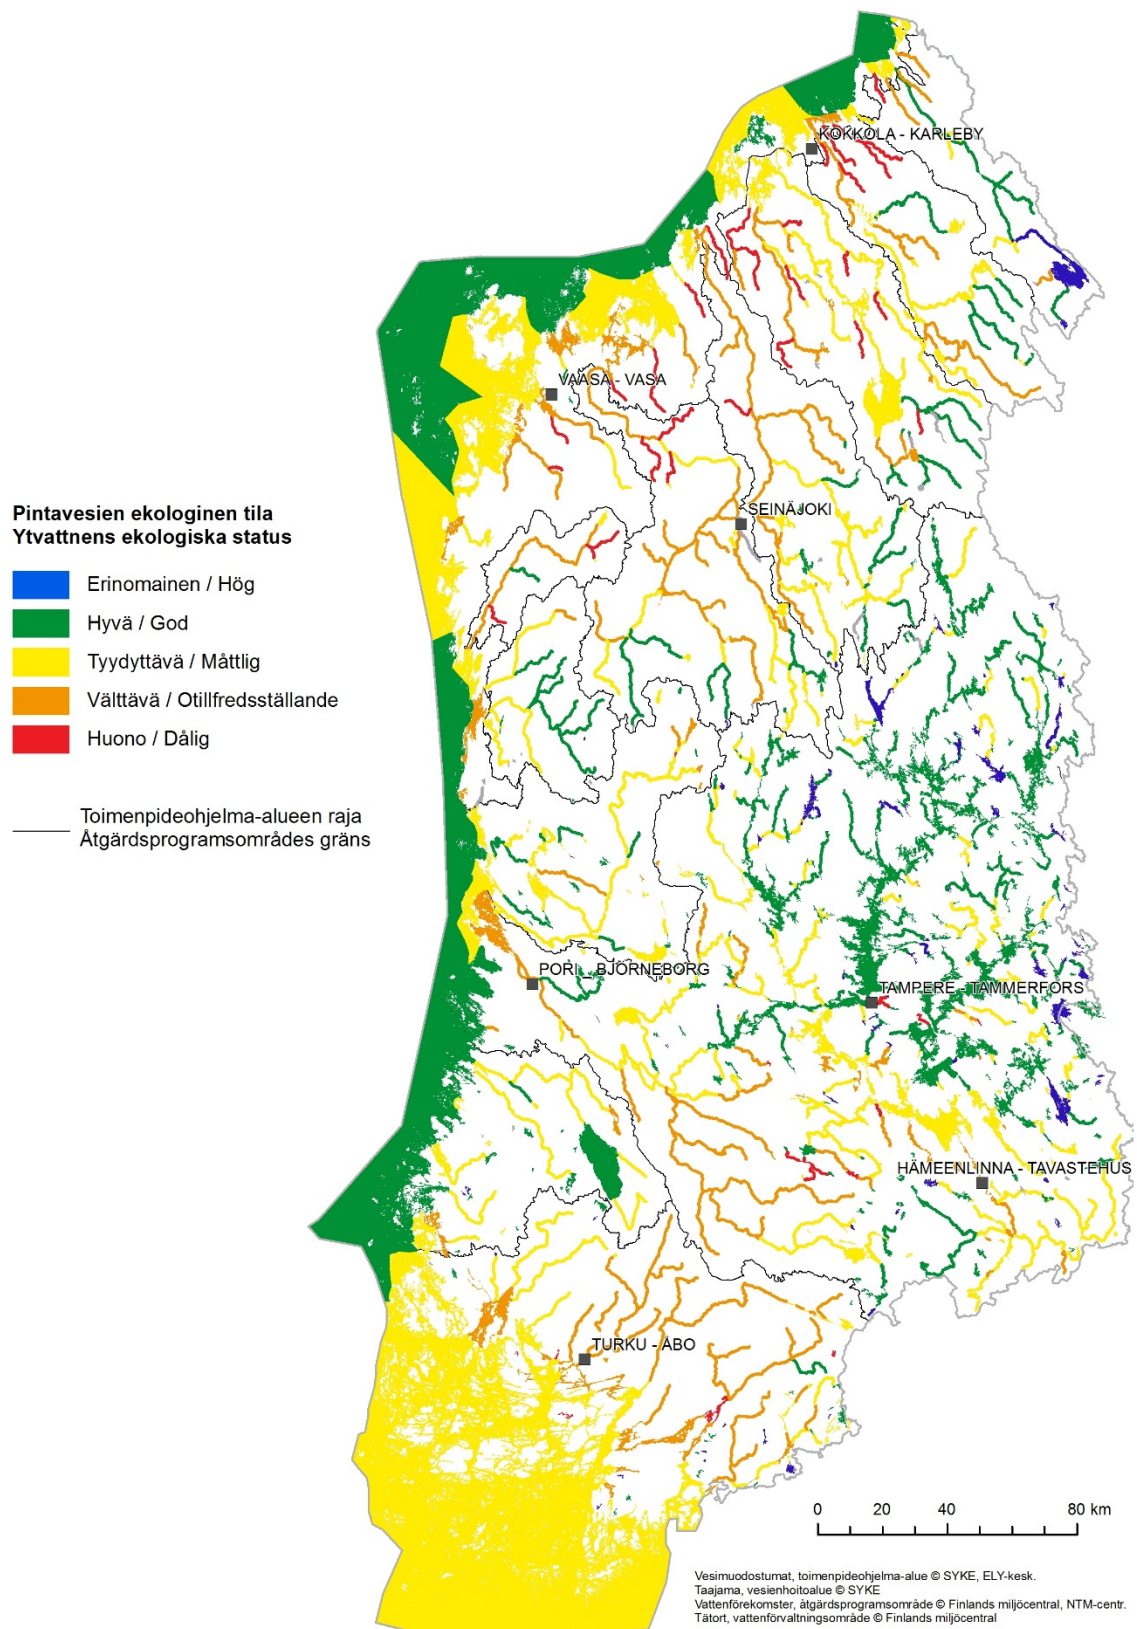 KOKKOLA - KARLEBY
VAASA - VASA
SEINÄJOKI
Pintavesien ekologinen tila
Ytvattnens ekologiska status
Erinomainen / Hög
Hyvä / God
Tyydyttävä / Måttlig
Välttävä / Otillfredsställande
Huono / Dålig
Toimenpideohjelma-alueen raja
Åtgärdsprogramsområdes gräns
PORI _ BJÖRNEBORG
TAMPERE - TAMMERFORS
HÄMEENLINNA - TAVASTEHUS
TURKU - ÅBO
0 20 40 80 km
Vesimuodostumat, toimenpideohjelma-alue © SYKE, ELY-kesk.
Taajama, vesienhoitoalue © SYKE
Vattenförekomster, åtgärdsprogramsområde © Finlands miljöcentral, NTM-centr.
Tätort, vattenförvaltningsområde © Finlands miljöcentral